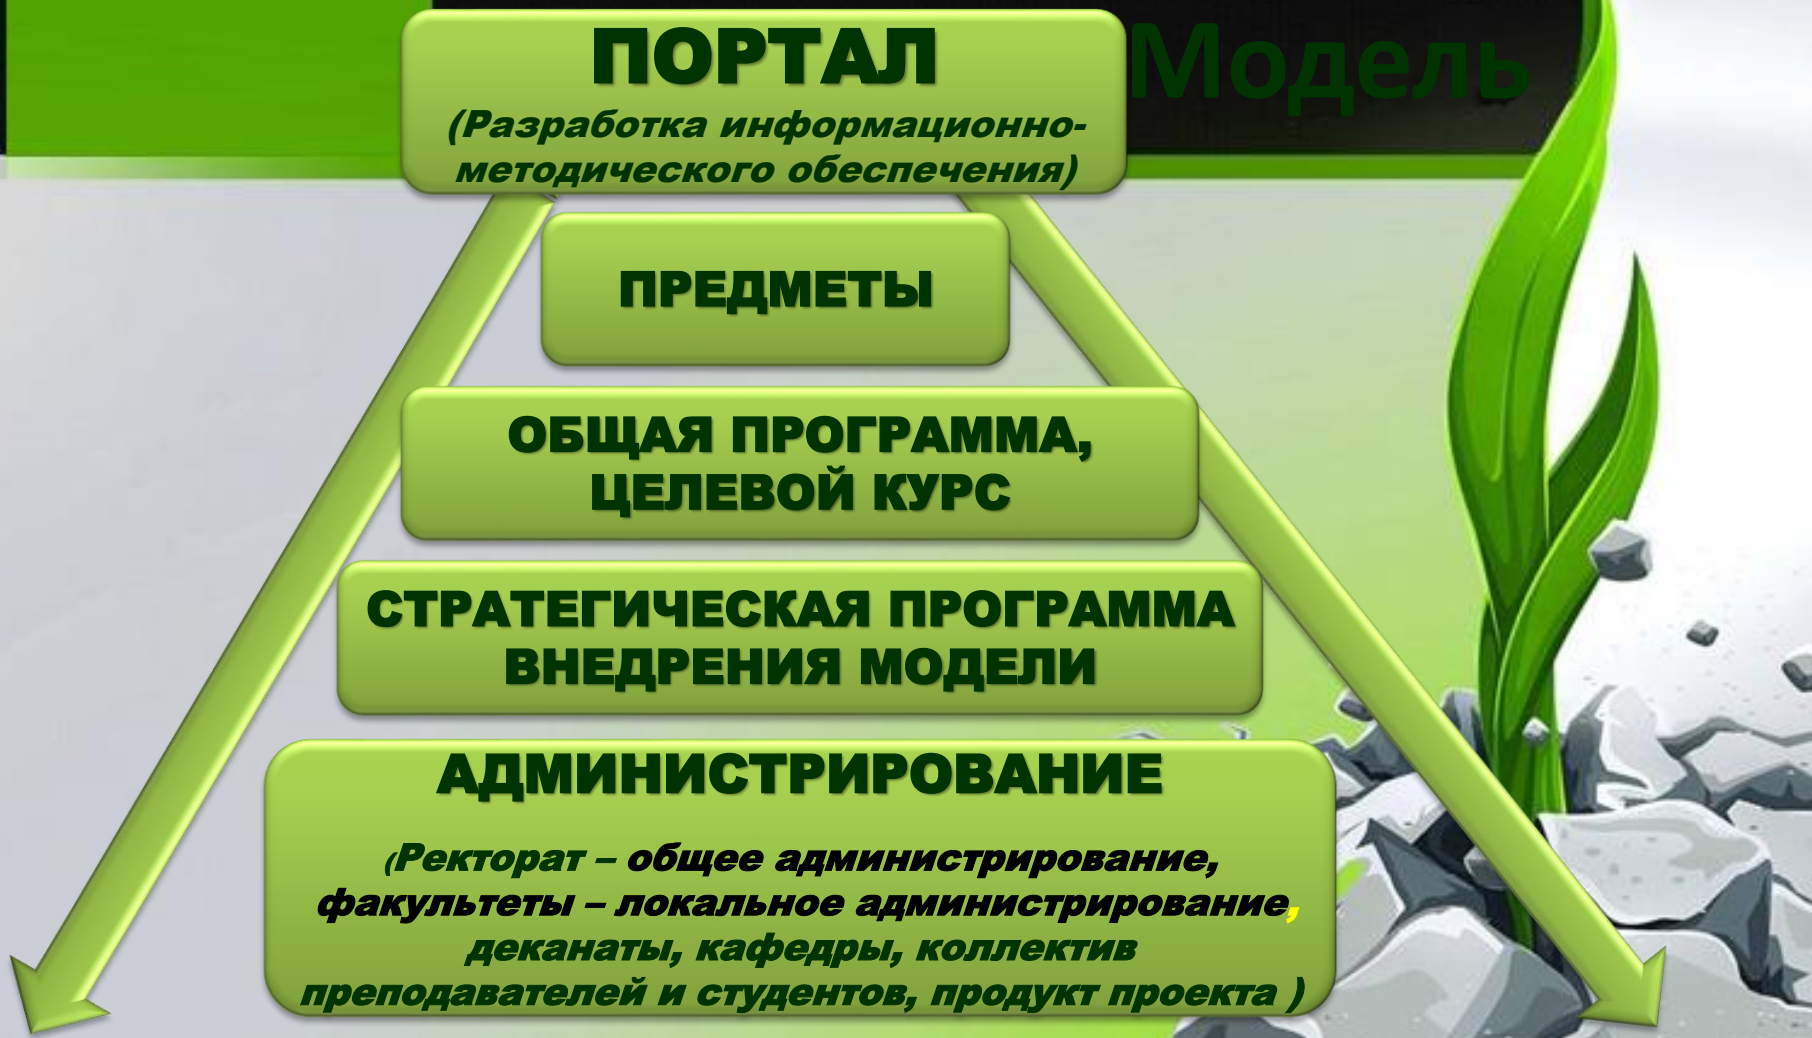 Модель
ПОРТАЛ
(Разработка информационно-
методического обеспечения)
ПРЕДМЕТЫ
ОБЩАЯ ПРОГРАММА,
ЦЕЛЕВОЙ КУРС
СТРАТЕГИЧЕСКАЯ ПРОГРАММА
ВНЕДРЕНИЯ МОДЕЛИ
АДМИНИСТРИРОВАНИЕ
(Ректорат – общее администрирование,
факультеты – локальное администрирование,
деканаты, кафедры, коллектив
преподавателей и студентов, продукт проекта )